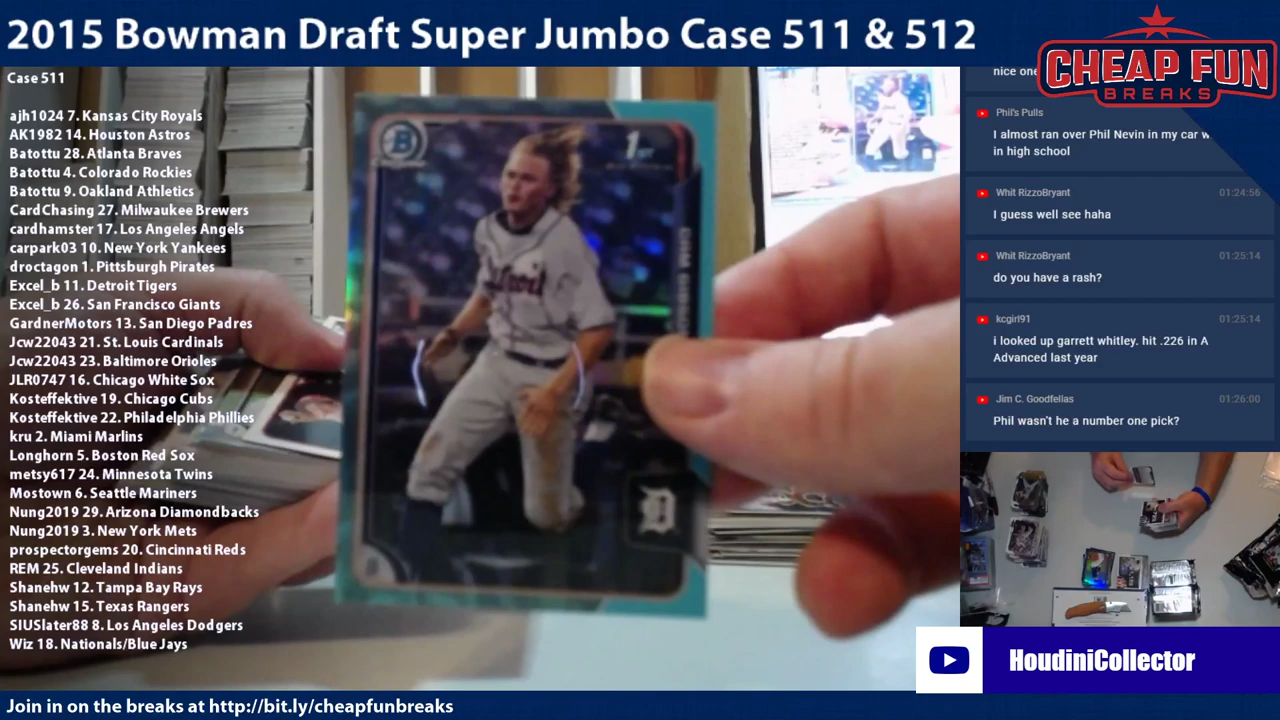 2015 Bowman Draft Super Jumbo Case 511 & 512
CHEAP FUN
BREAKS
Case 511
ajh1024 7. Kansas City Royals
AK1982 14. Houston Astros
Batottu 28. Atlanta Braves
Batottu 4. Colorado Rockies
Batottu 9. Oakland Athletics
CardChasing 27. Milwaukee Brewers
cardhamster 17. Los Angeles Angels
carpark03 10. New York Yankees
droctagon 1. Pittsburgh Pirates
Excel_b 11. Detroit Tigers
Excel_b 26. San Francisco Giants
GardnerMotors 13. San Diego Padres
Jcw22043 21. St. Louis Cardinals
Jcw22043 23. Baltimore Orioles
JLR0747 16. Chicago White Sox
Kosteffektive 19. Chicago Cubs
Kosteffektive 22. Philadelphia Phillies
kru 2. Miami Marlins
Longhorn 5. Boston Red Sox
metsy617 24. Minnesota Twins
Mostown 6. Seattle Mariners
Nung2019 29. Arizona Diamondbacks
Nung2019 3. New York Mets
prospectorgems 20. Cincinnati Reds
REM 25. Cleveland Indians
Shanehw 12. Tampa Bay Rays
Shanehw 15. Texas Rangers
SIUSlater88 8. Los Angeles Dodgers
Wiz 18. Nationals/Blue Jays
B
1ST
Detroit
D
nice one
Phil's Pulls
I almost ran over Phil Nevin in my car w
in high school
Whit RizzoBryant 01:24:56
I guess well see haha
Whit RizzoBryant 01:25:14
do you have a rash?
kcgirl91 01:25:14
i looked up garrett whitley. hit .226 in A
Advanced last year
Jim C. Goodfellas 01:26:00
Phil wasn't he a number one pick?
HoudiniCollector
Join in on the breaks at http://bit.ly/cheapfunbreaks